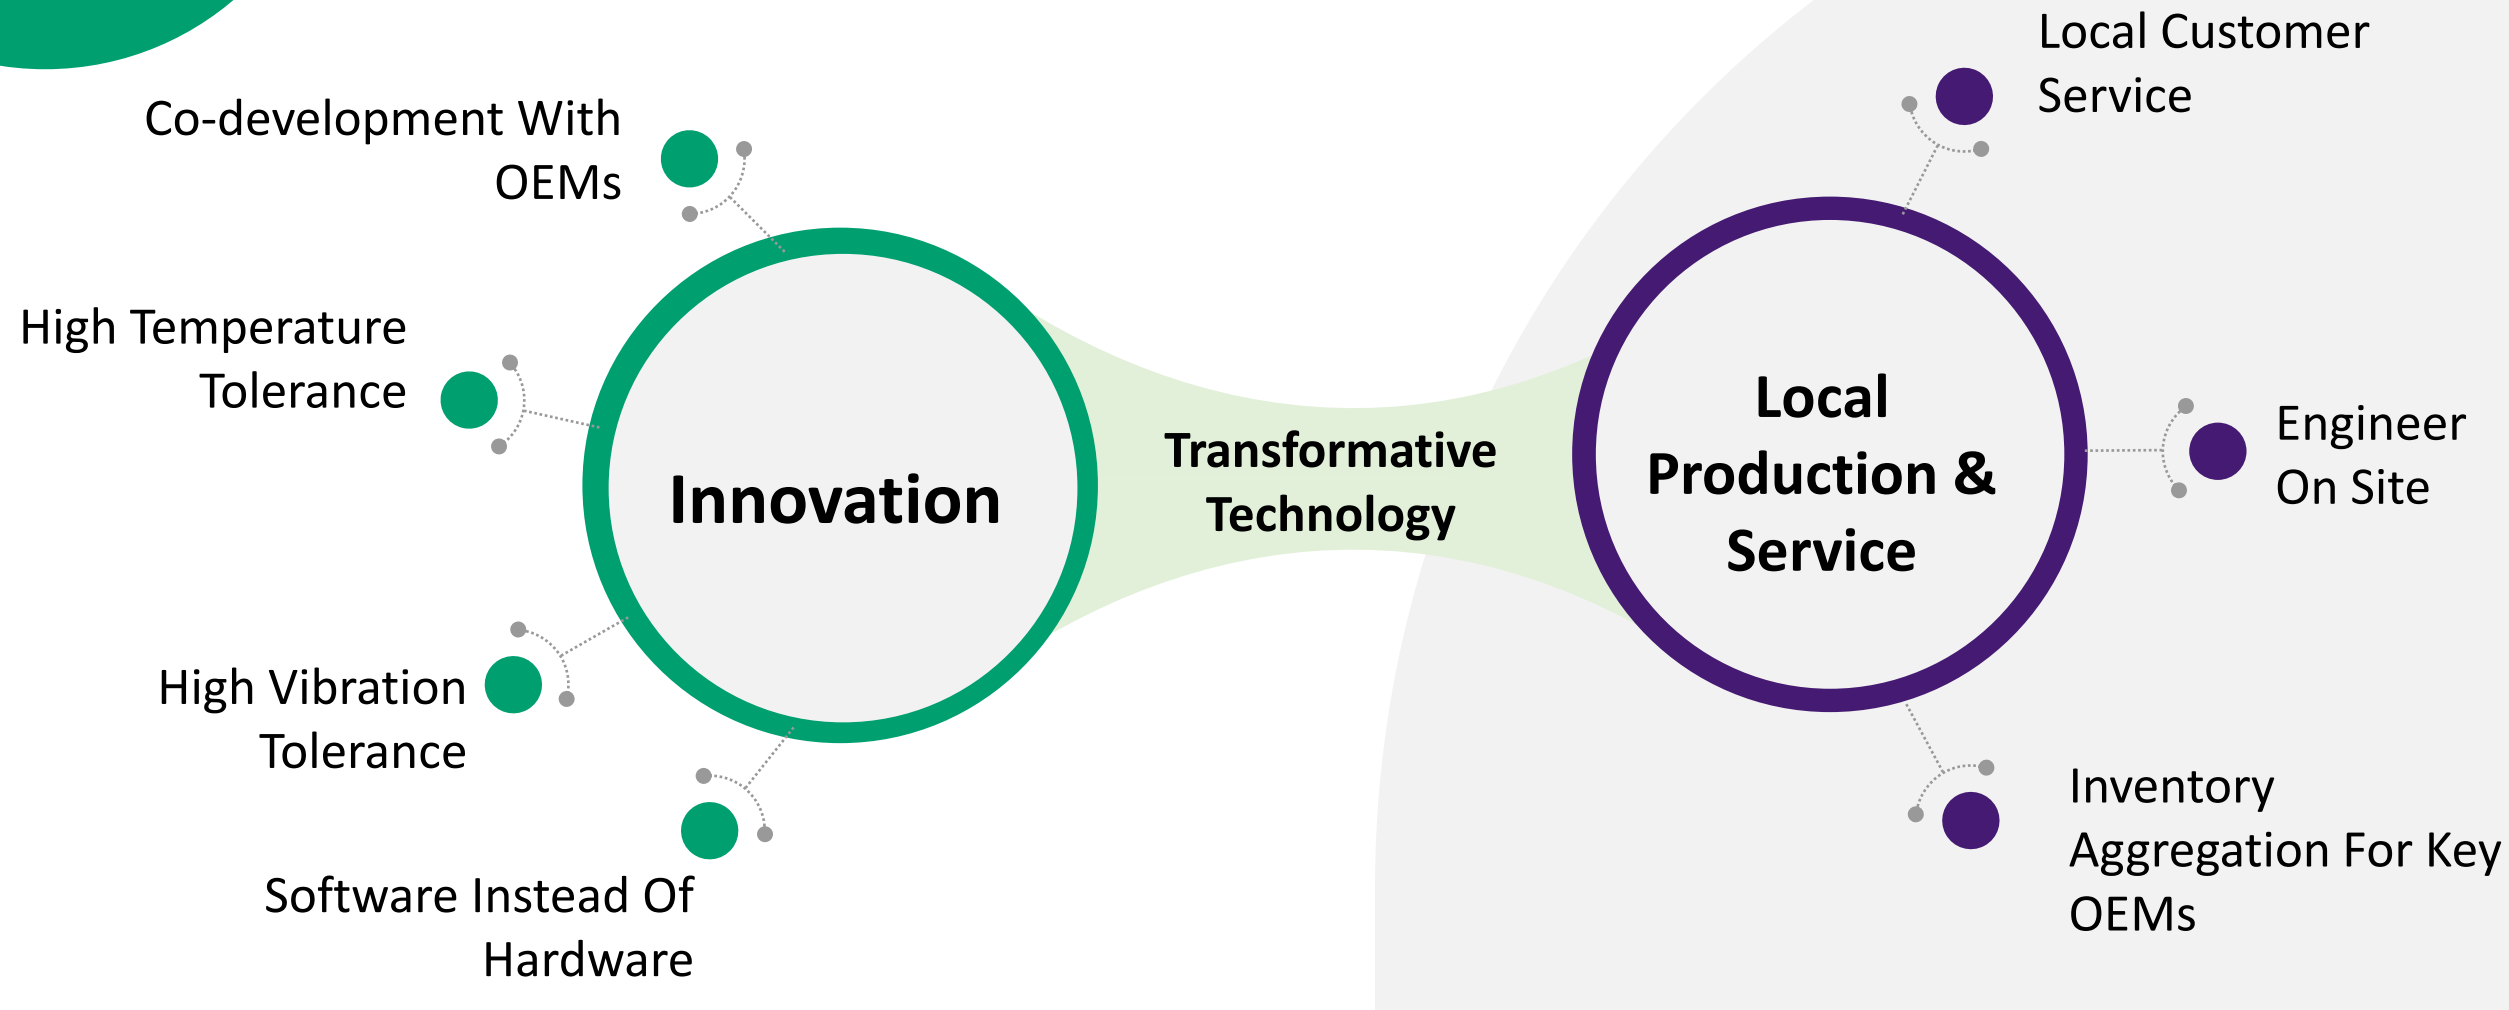 Co-development With
OEMs
High Temperature
Tolerance
High Vibration
Tolerance
Software Instead Of
Hardware
Innovation
Transformative
Technology
Local
Production &
Service
Local Customer
Service
Engineer
On Site
Inventory
Aggregation For Key
OEMs